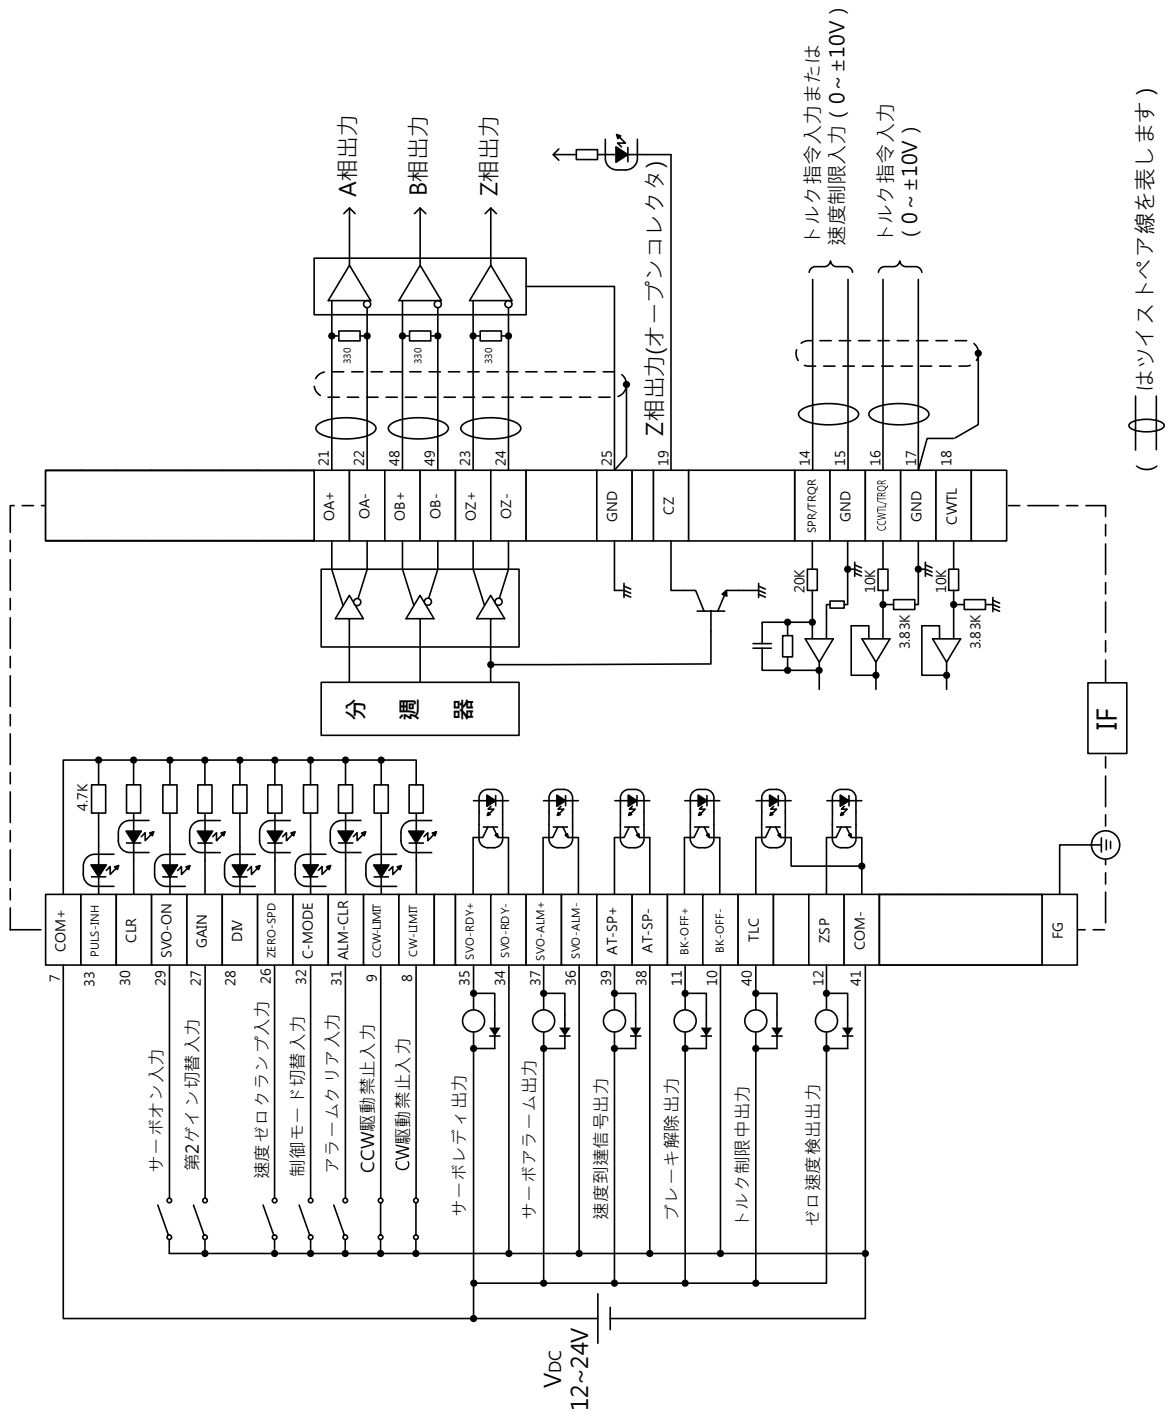 A相出力
B相出力
Z相出力
330
330
330
21
22
48
49
23
24
25
19
14
15
16
17
18
OA+
OA-
OB+
OB-
OZ+
OZ-
GND
CZ
SPR/TRQR
GND
CCWTL/TRQR
GND
CWTL
Z相出力(オープンコレクタ)
トルク指令入力または
速度制限入力 ( 0~±10V)
トルク指令入力
( 0~±10V )
( はツイストペア線を表します )
20K
10K
10K
3.83K
3.83K
分 週 器
IF
4.7K
COM+
PULS-INH
CLR
SVO-ON
GAIN
DIV
ZERO-SPD
C-MODE
ALM-CLR
CCW-LIMIT
CW-LIMIT
SVO-RDY+
SVO-RDY-
SVO-ALM+
SVO-ALM-
AT-SP+
AT-SP-
BK-OFF+
BK-OFF-
TLC
ZSP
COM-
FG
7
33
30
29
27
28
26
32
31
9
8
35
34
37
36
39
38
11
10
40
12
41
サーボオン入力
第2ゲイン切替入力
速度ゼロクランプ入力
制御モード切替入力
アラームクリア入力
CCW駆動禁止入力
CW駆動禁止入力
サーボレディ出力
サーボアラーム出力
速度到達信号出力
ブレーキ解除出力
トルク制限中出力
ゼロ速度検出出力
VDC
12~24V